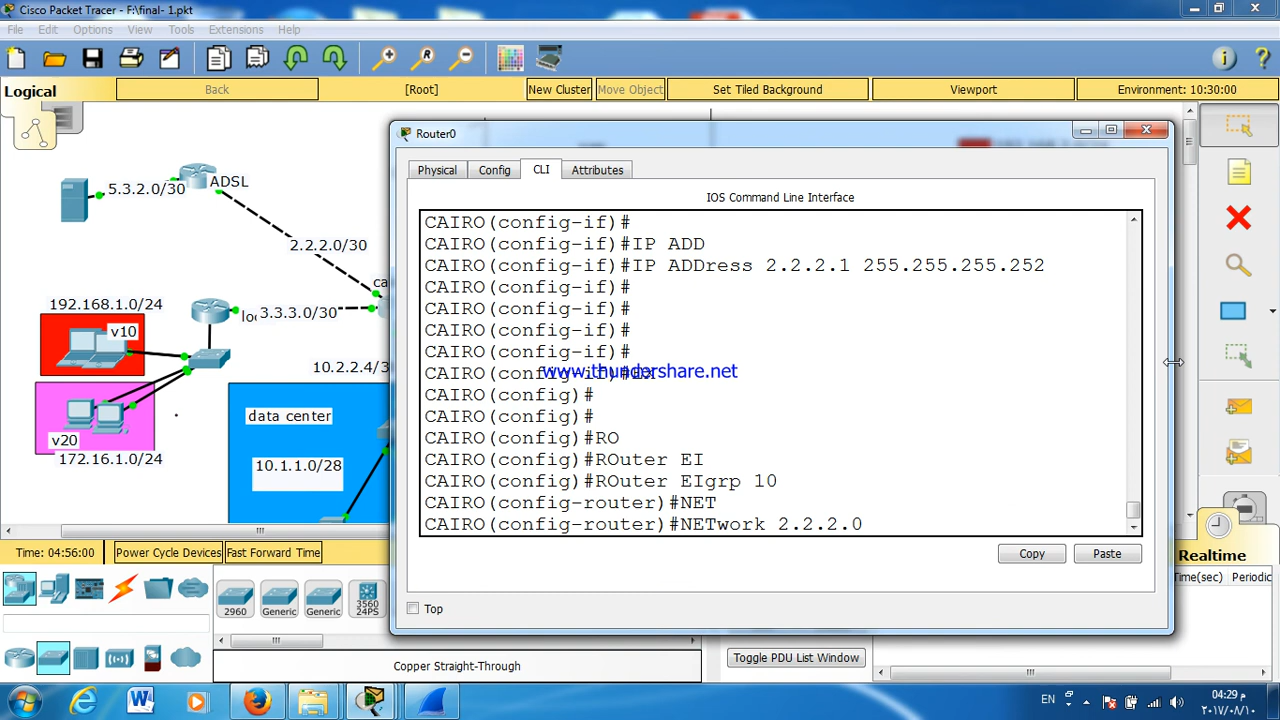 Cisco Packet Tracer - F:\final- 1.pkt
File Edit Options View Tools Extensions Help
Logical Back [Root] New Cluster Move Object Set Tiled Background Viewport Environment: 10:30:00
Router0
Physical Config CLI Attributes
IOS Command Line Interface
CAIRO(config-if)#
CAIRO(config-if)#IP ADD
CAIRO(config-if)#IP ADDress 2.2.2.1 255.255.255.252
CAIRO(config-if)#
CAIRO(config-if)#
CAIRO(config-if)#
CAIRO(config-if)#
CAIRO(config-if)#EX
www.thundershare.net
CAIRO(config)#
CAIRO(config)#
CAIRO(config)#RO
CAIRO(config)#ROuter EI
CAIRO(config)#ROuter EIgrp 10
CAIRO(config-router)#NET
CAIRO(config-router)#NETwork 2.2.2.0
Copy Paste
Top
5.3.2.0/30 ADSL
2.2.2.0/30
ca
192.168.1.0/24
3.3.3.0/30
v10
10.2.2.4/3
data center
v20
172.16.1.0/24
10.1.1.0/28
Time: 04:56:00 Power Cycle Devices Fast Forward Time Realtime
2960 Generic Generic 3560 24PS
Time(sec) Periodic
Copper Straight-Through
Toggle PDU List Window
EN
04:29 م
٢٠١٧/٠٨/١٠